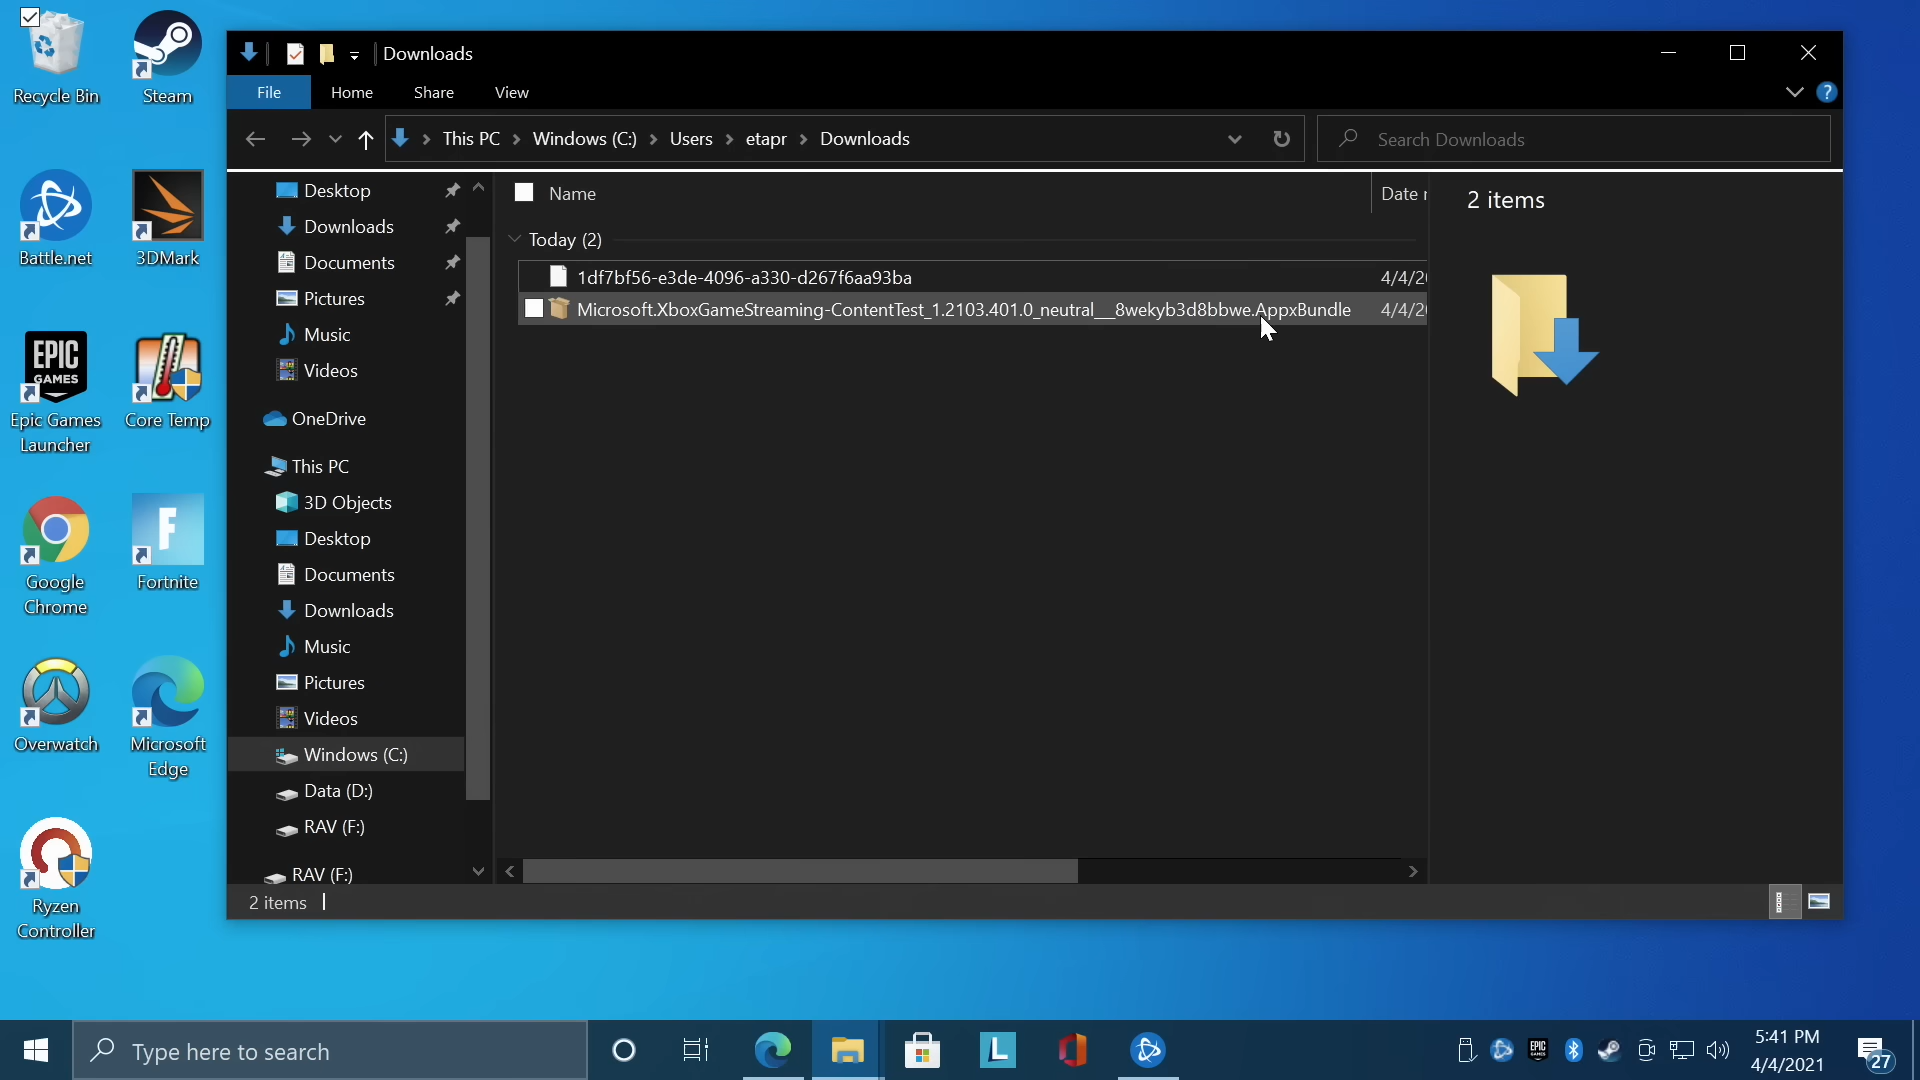 Recycle Bin
Steam
Battle.net
3DMark
EPIC
GAMES
Epic Games
Launcher
Core Temp
Google
Chrome
F
Fortnite
Overwatch
Microsoft
Edge
Ryzen
Controller
Downloads
File
Home
Share
View
?
This PC
Windows (C:)
Users
etapr
Downloads
Search Downloads
Desktop
Downloads
Documents
Pictures
Music
Videos
OneDrive
This PC
3D Objects
Desktop
Documents
Downloads
Music
Pictures
Videos
Windows (C:)
Data (D:)
RAV (F:)
RAV (F:)
Name
Date
Today (2)
1df7bf56-e3de-4096-a330-d267f6aa93ba
4/4/20
Microsoft.XboxGameStreaming-ContentTest_1.2103.401.0_neutral__8wekyb3d8bbwe.AppxBundle
4/4/20
2 items
2 items
Type here to search
L
EPIC
5:41 PM
4/4/2021
27